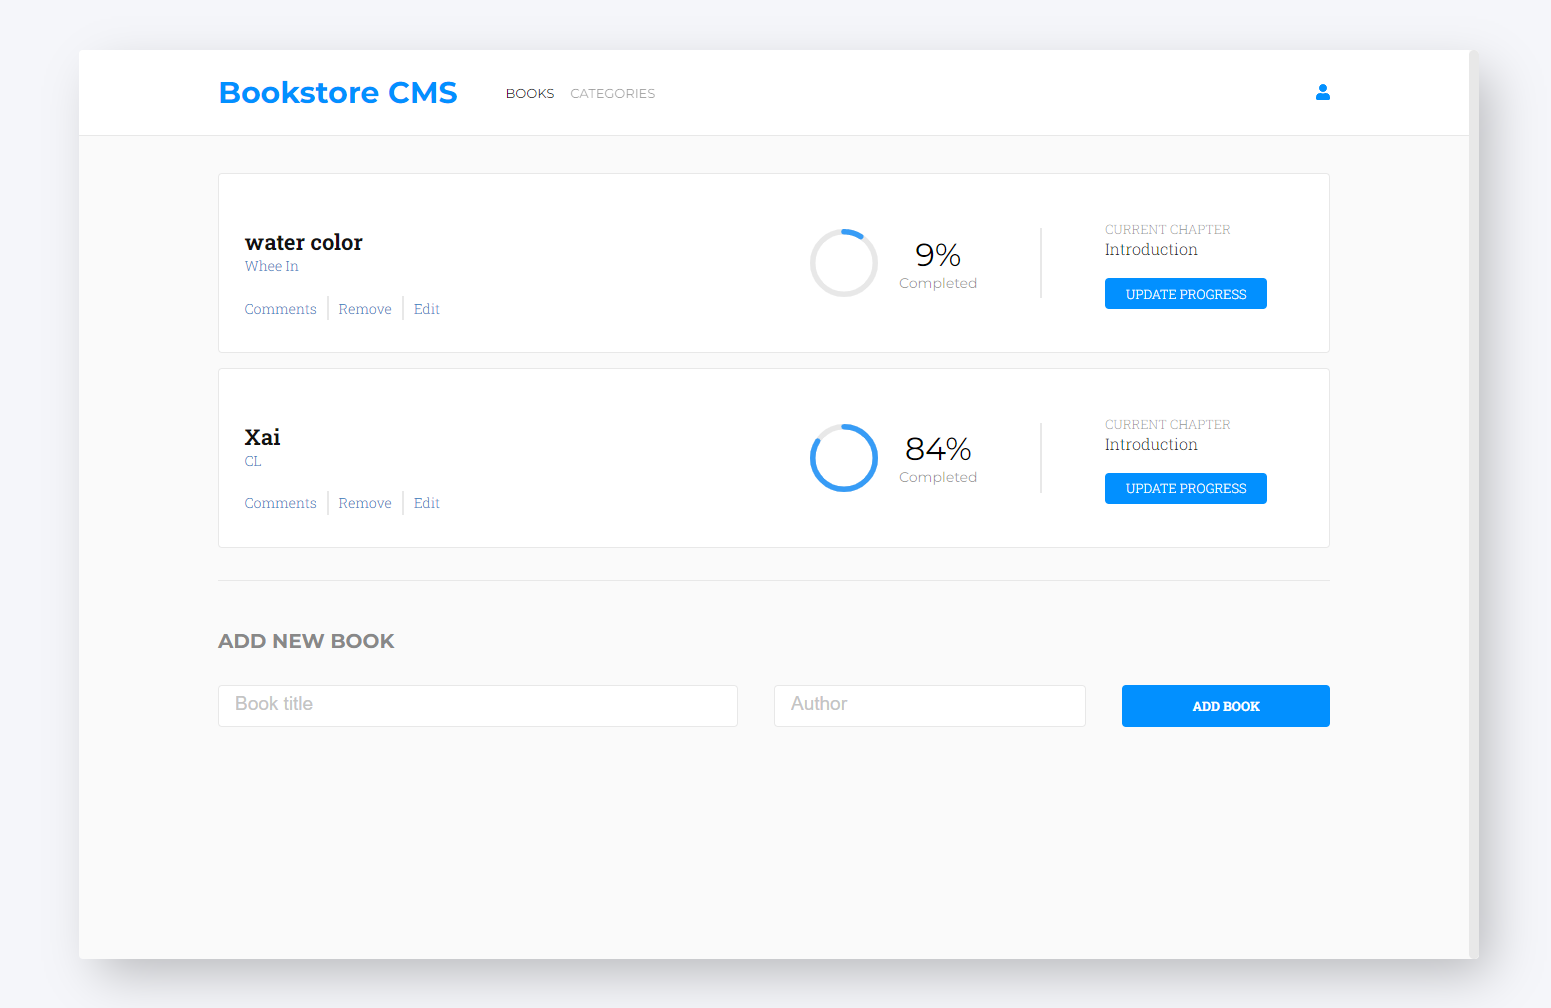 Bookstore CMS BOOKS CATEGORIES
water color
Whee In
Comments Remove Edit
9%
Completed
CURRENT CHAPTER
Introduction
UPDATE PROGRESS
Xai
CL
Comments Remove Edit
84%
Completed
CURRENT CHAPTER
Introduction
UPDATE PROGRESS
ADD NEW BOOK
Book title Author ADD BOOK